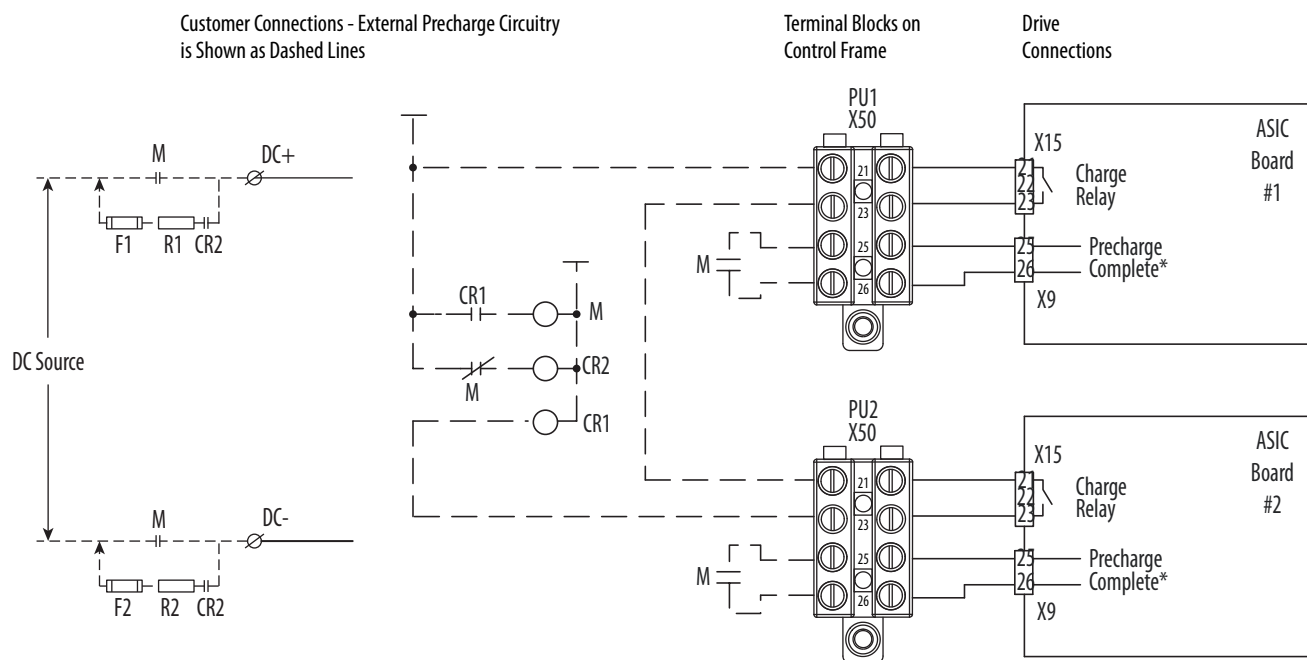 Customer Connections - External Precharge Circuitry
is Shown as Dashed Lines
Terminal Blocks on
Control Frame
Drive
Connections
M
DC+
F1
R1
CR2
DC Source
M
DC-
F2
R2
CR2
CR1
M
M
CR2
CR1
PU1
X50
21
23
25
26
M
X15
21
22
23
Charge
Relay
25
26
Precharge
Complete*
X9
ASIC
Board
#1
PU2
X50
21
23
25
26
M
X15
21
22
23
Charge
Relay
25
26
Precharge
Complete*
X9
ASIC
Board
#2